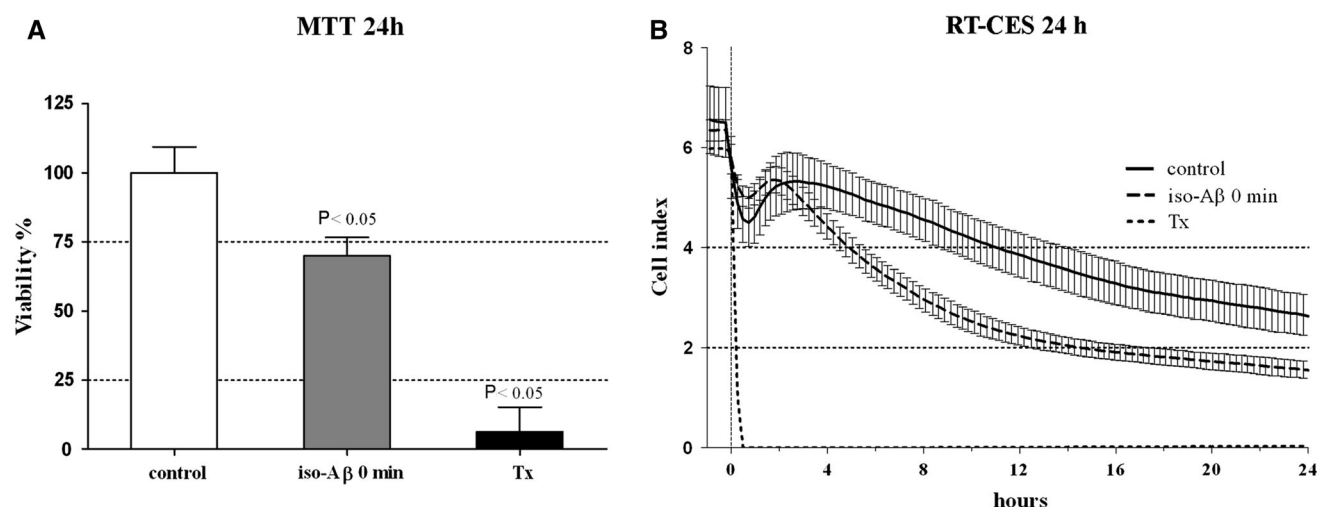 A
MTT 24h
Viability %
125
100
75
50
25
0
P< 0.05
P< 0.05
control
iso-Aβ 0 min
Tx
B
RT-CES 24 h
Cell index
8
6
4
2
0
control
iso-Aβ 0 min
Tx
0
4
8
12
16
20
24
hours